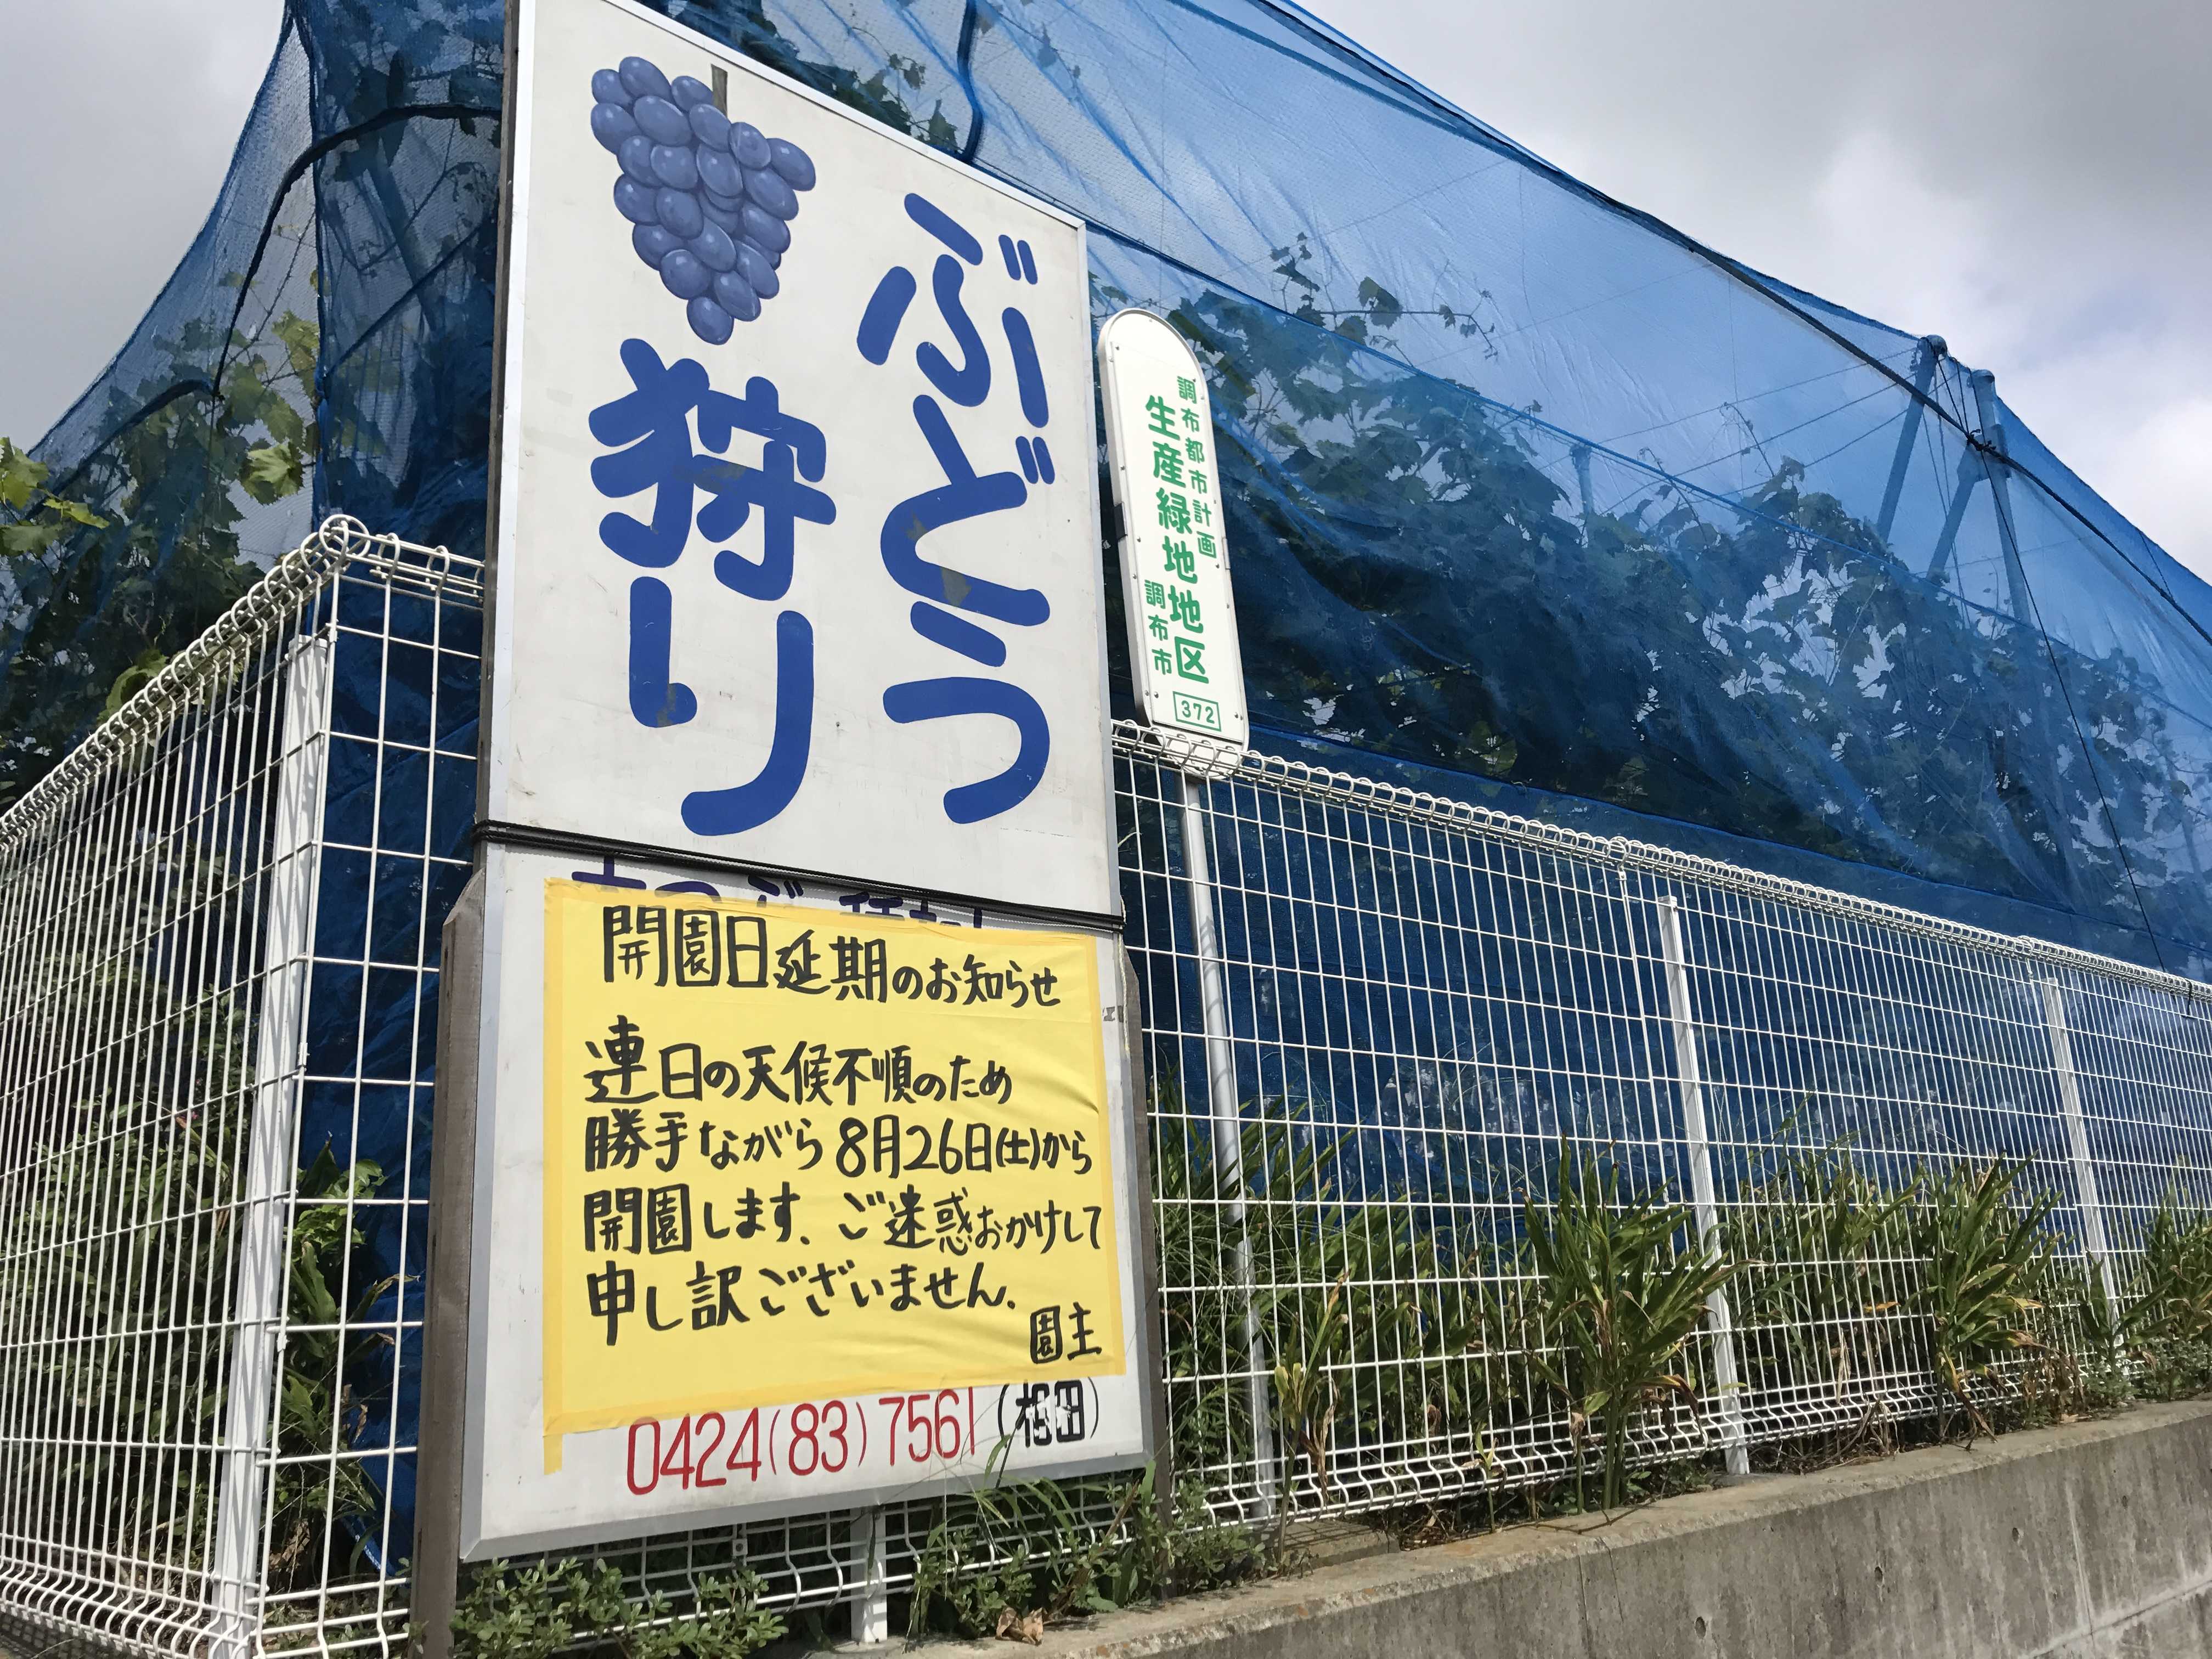 ぶどう
狩り
調布都市計画
生産緑地地区
調布市
372
開園日延期のお知らせ
連日の天候不順のため
勝手ながら8月26日(土)から
開園します、ご迷惑おかけして
申し訳ございません.
園主
0424(83)7561